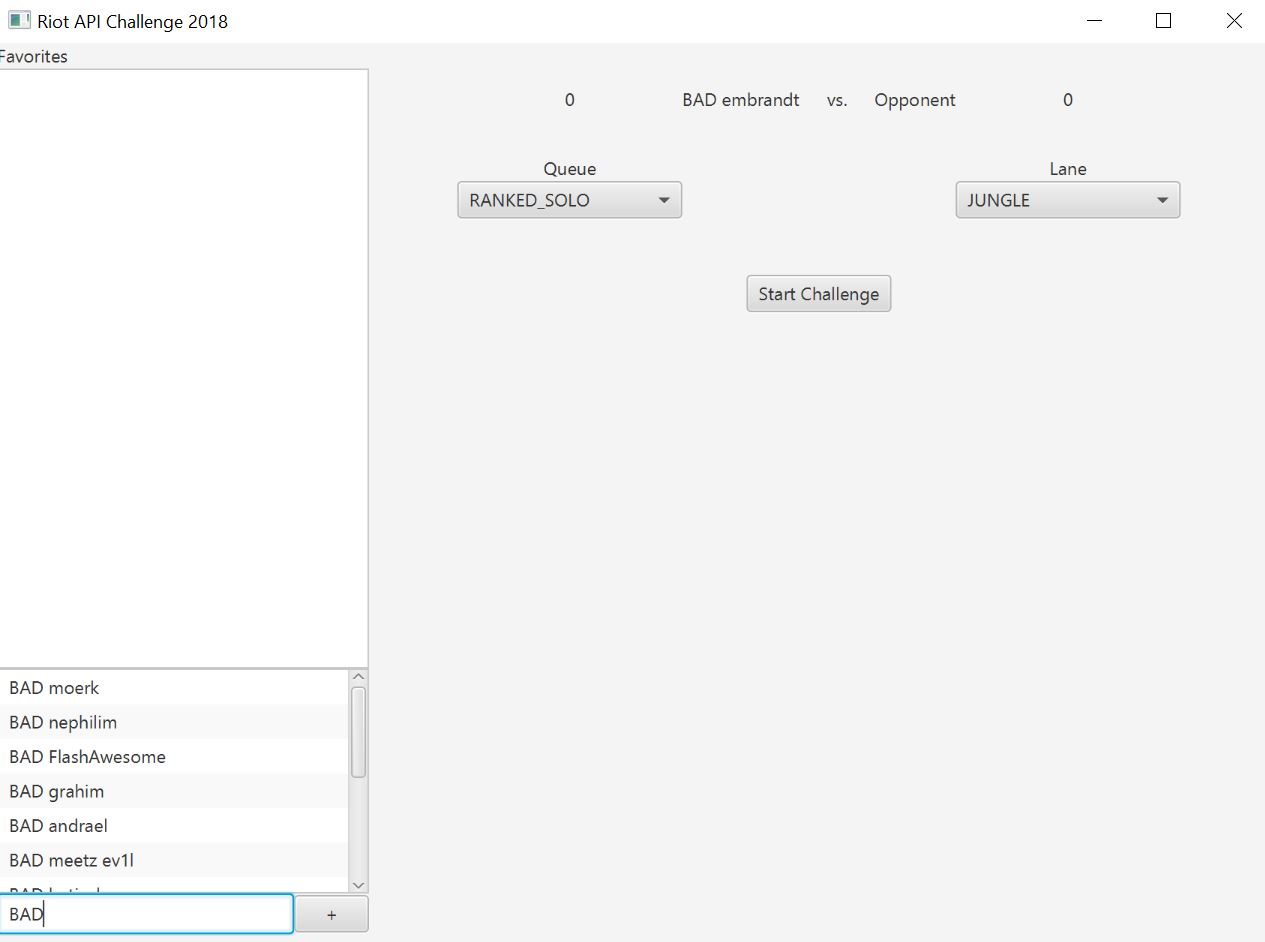 Riot API Challenge 2018
Favorites
0 BAD embrandt vs. Opponent 0
Queue Lane
RANKED_SOLO JUNGLE
Start Challenge
BAD moerk
BAD nephilim
BAD FlashAwesome
BAD grahim
BAD andrael
BAD meetz ev1l
BAD
BAD +